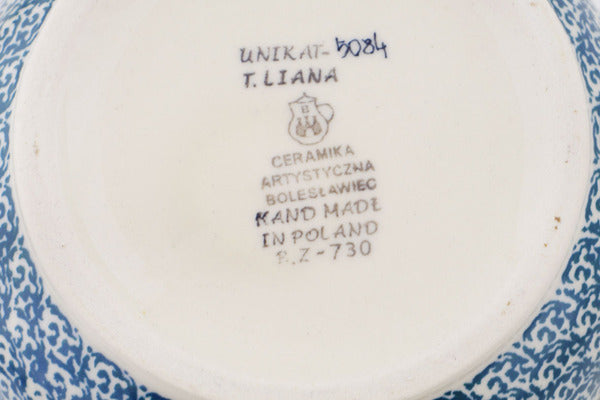 UNIKAT-5084
T. LIANA
B
CERAMIKA
ARTYSTYCZNA
BOLESŁAWIEC
HAND MADE
IN POLAND
R.Z-730